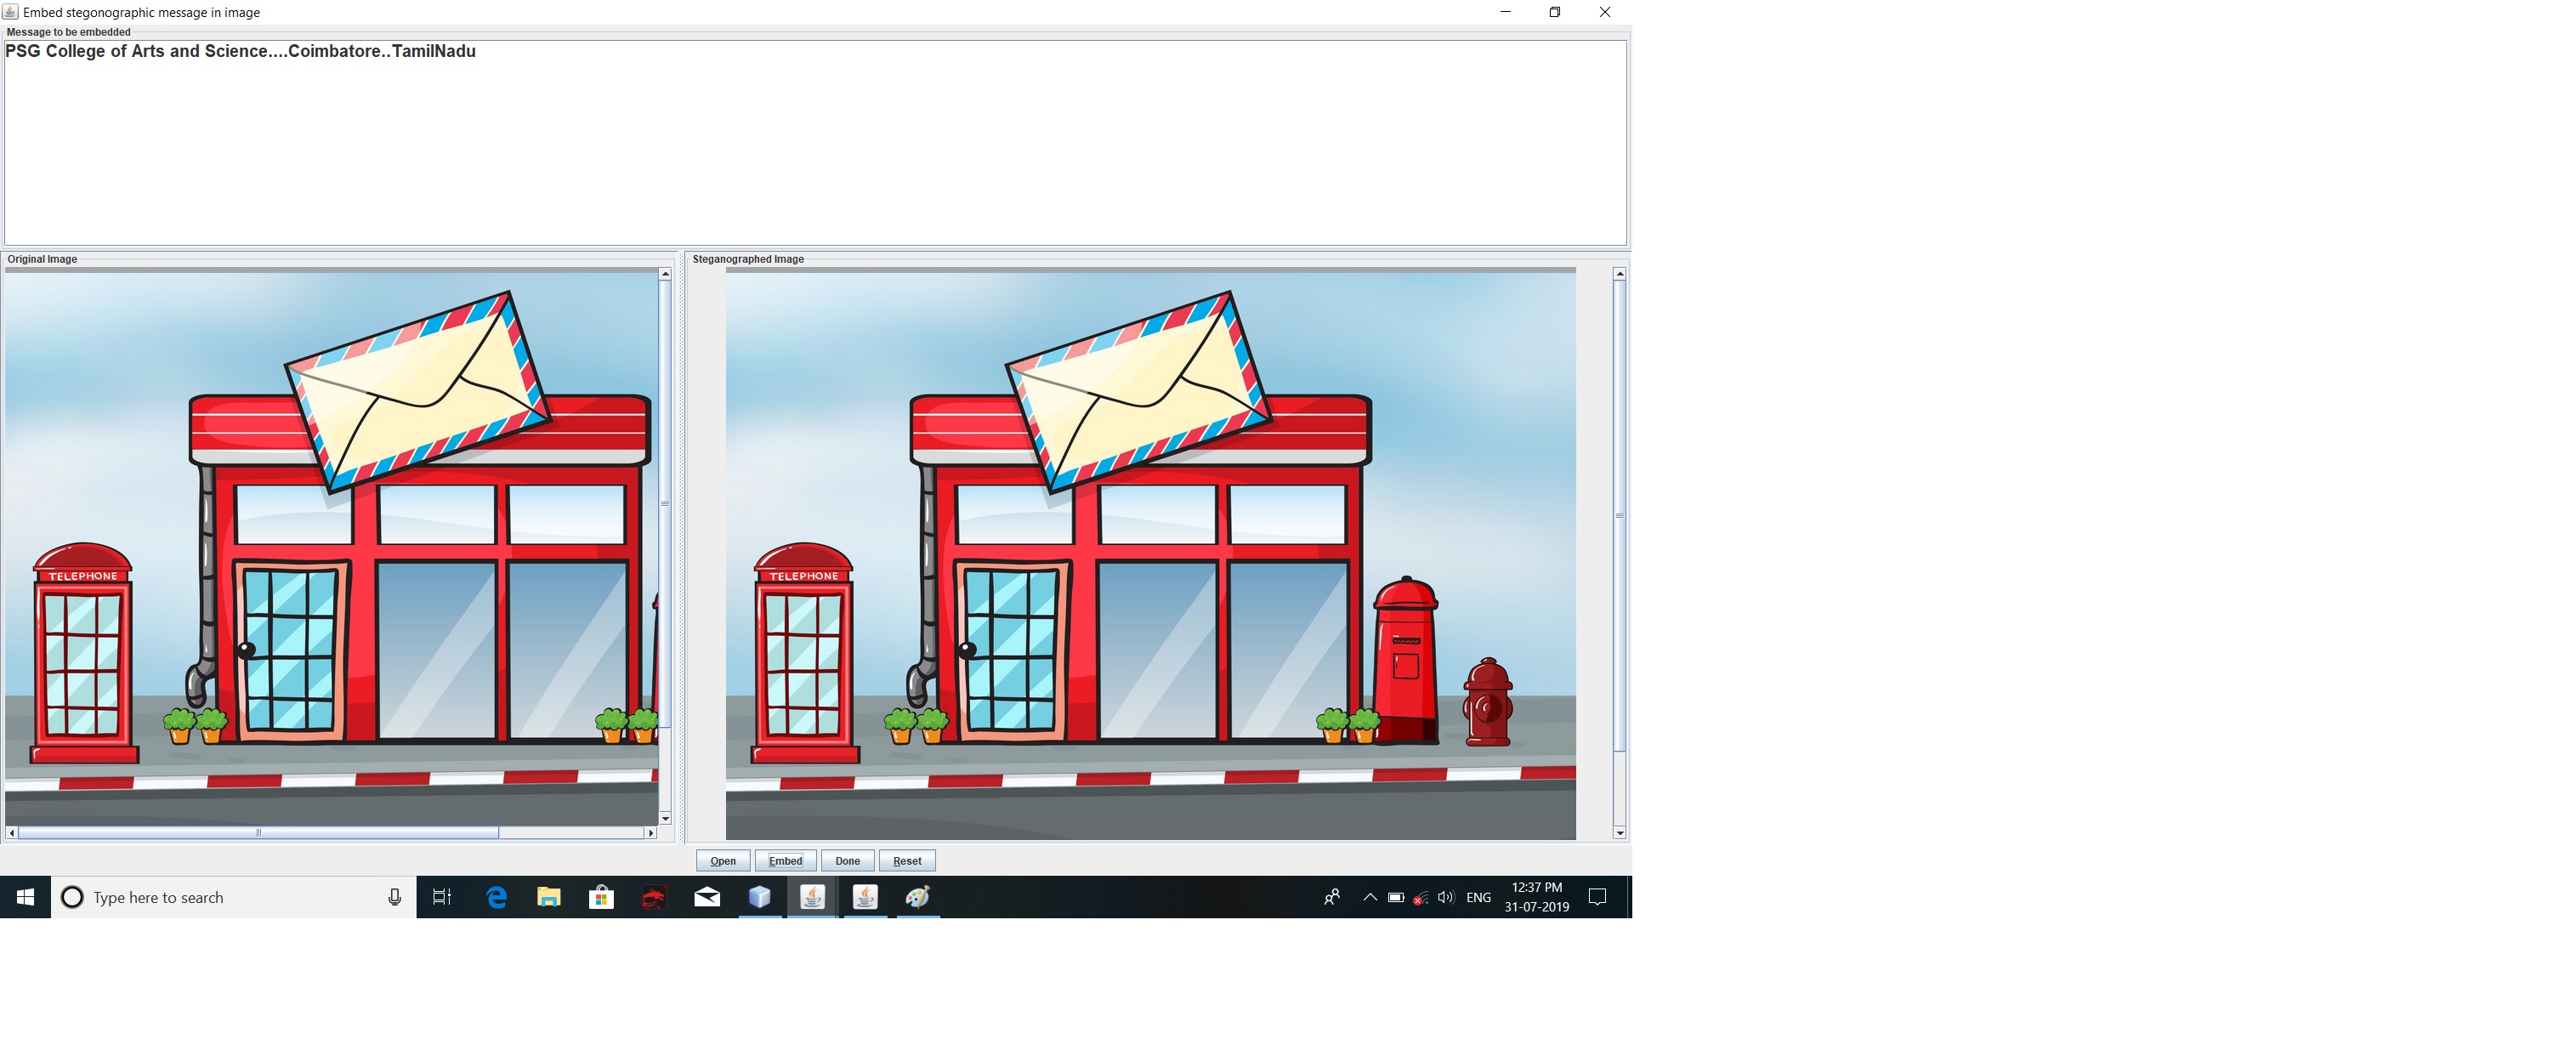 Embed stegonographic message in image
Message to be embedded
PSG College of Arts and Science....Coimbatore..TamilNadu
Original Image
Steganographed Image
TELEPHONE
TELEPHONE
Open
Embed
Done
Reset
Type here to search
ENG
12:37 PM
31-07-2019